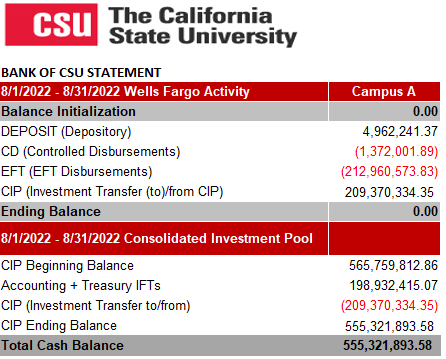 CSU The California
State University
BANK OF CSU STATEMENT
8/1/2022 - 8/31/2022 Wells Fargo Activity Campus A
Balance Initialization 0.00
DEPOSIT (Depository) 4,962,241.37
CD (Controlled Disbursements) (1,372,001.89)
EFT (EFT Disbursements) (212,960,573.83)
CIP (Investment Transfer (to)/from CIP) 209,370,334.35
Ending Balance 0.00
8/1/2022 - 8/31/2022 Consolidated Investment Pool
CIP Beginning Balance 565,759,812.86
Accounting + Treasury IFTs 198,932,415.07
CIP (Investment Transfer to/from) (209,370,334.35)
CIP Ending Balance 555,321,893.58
Total Cash Balance 555,321,893.58